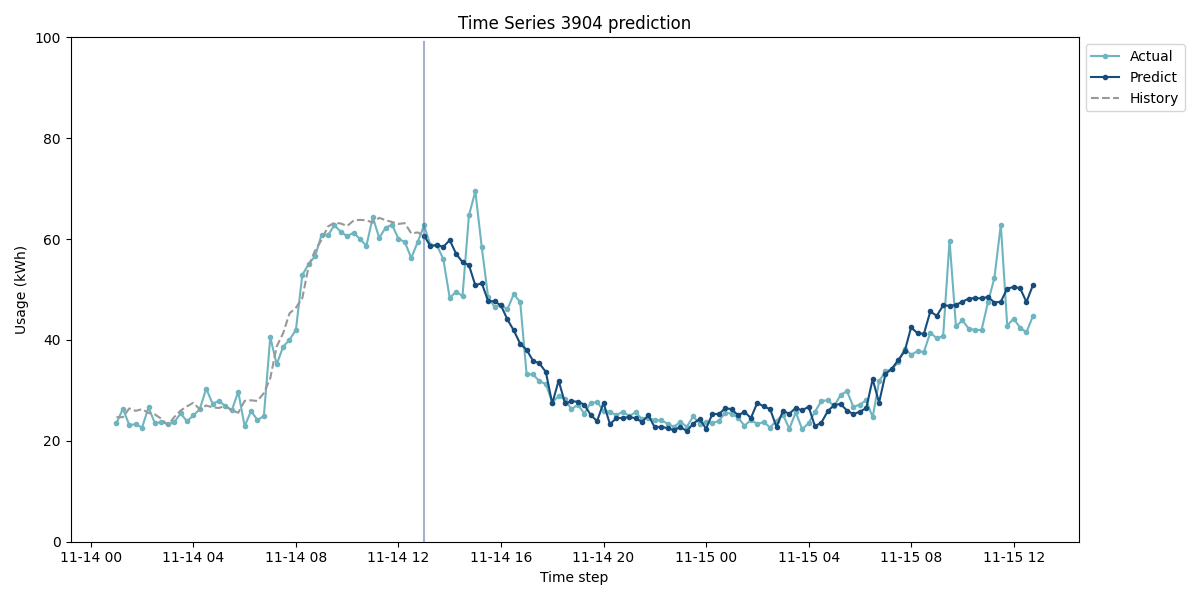 Time Series 3904 prediction
100
80
60
40
20
0
Usage (kWh)
11-14 00
11-14 04
11-14 08
11-14 12
11-14 16
11-14 20
11-15 00
11-15 04
11-15 08
11-15 12
Time step
Actual
Predict
History